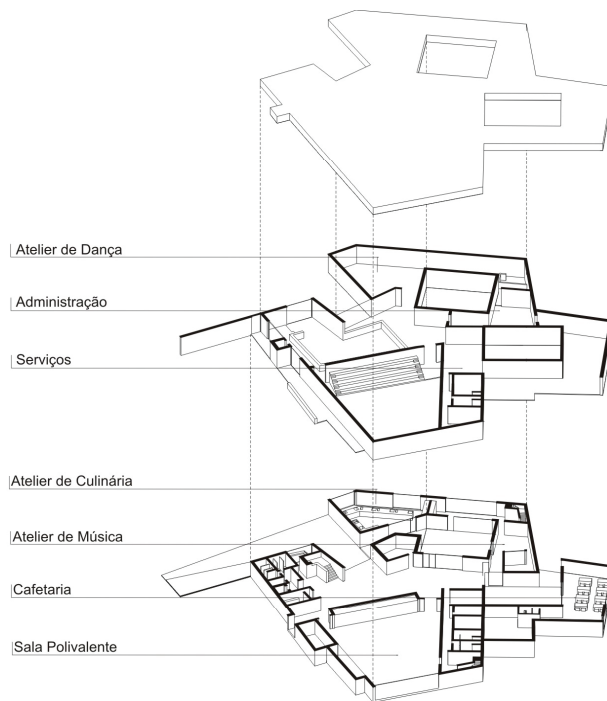 Atelier de Dança
Administração
Serviços
Atelier de Culinária
Atelier de Música
Cafetaria
Sala Polivalente